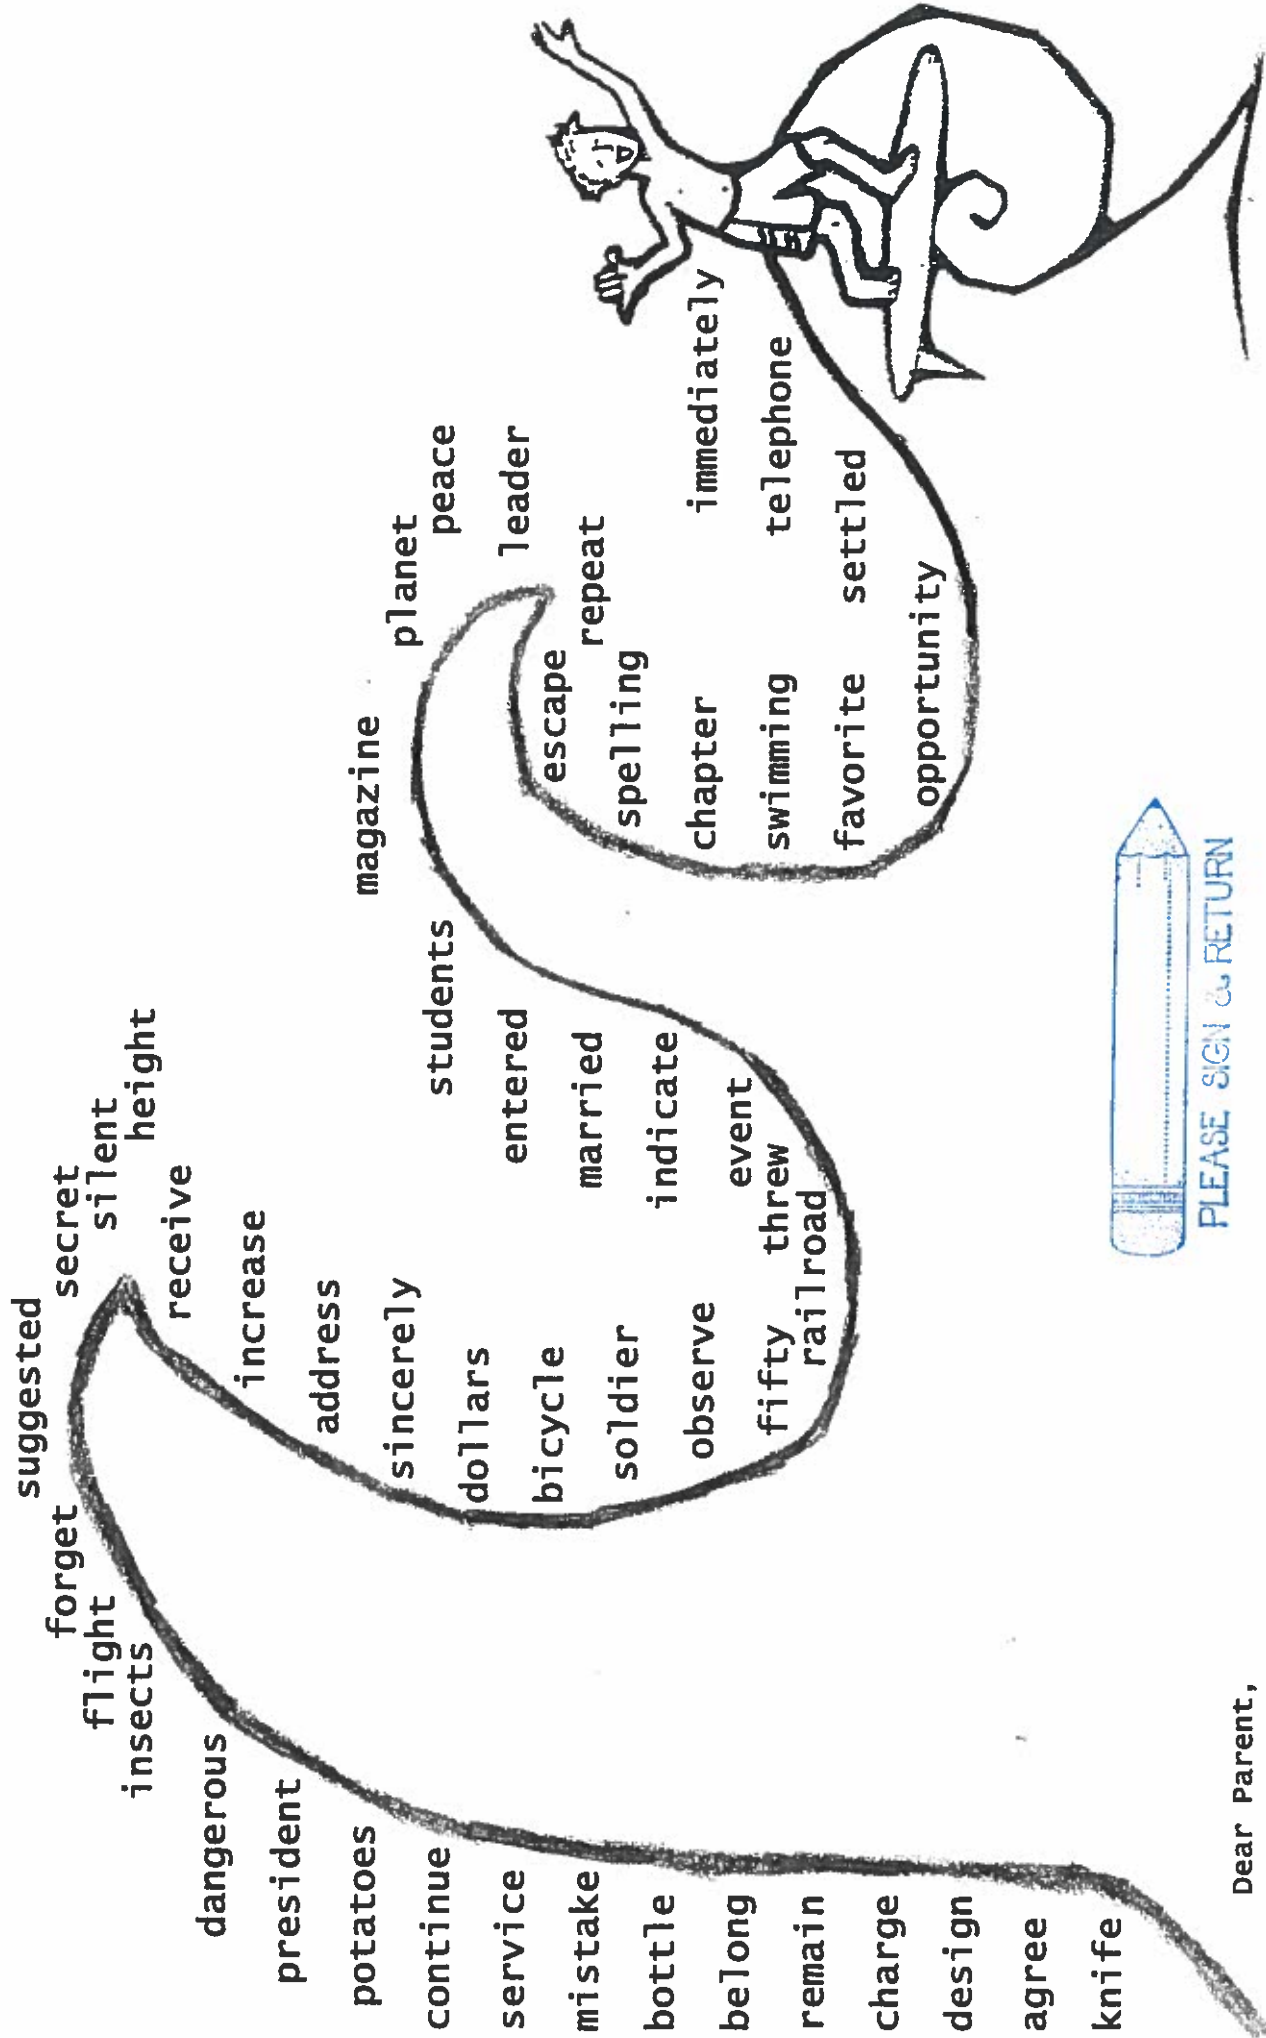 suggested
forget
flight
insects
dangerous
president
potatoes
continue
service
mistake
bottle
belong
remain
charge
design
agree
knife
secret
silent
height
receive
increase
address
sincerely
dollars
bicycle
soldier
observe
fifty
threw
railroad
magazine
students
entered
married
indicate
event
planet
peace
leader
escape
repeat
spelling
chapter
immediately
swimming
telephone
favorite
settled
opportunity
PLEASE SIGN & RETURN
Dear Parent,